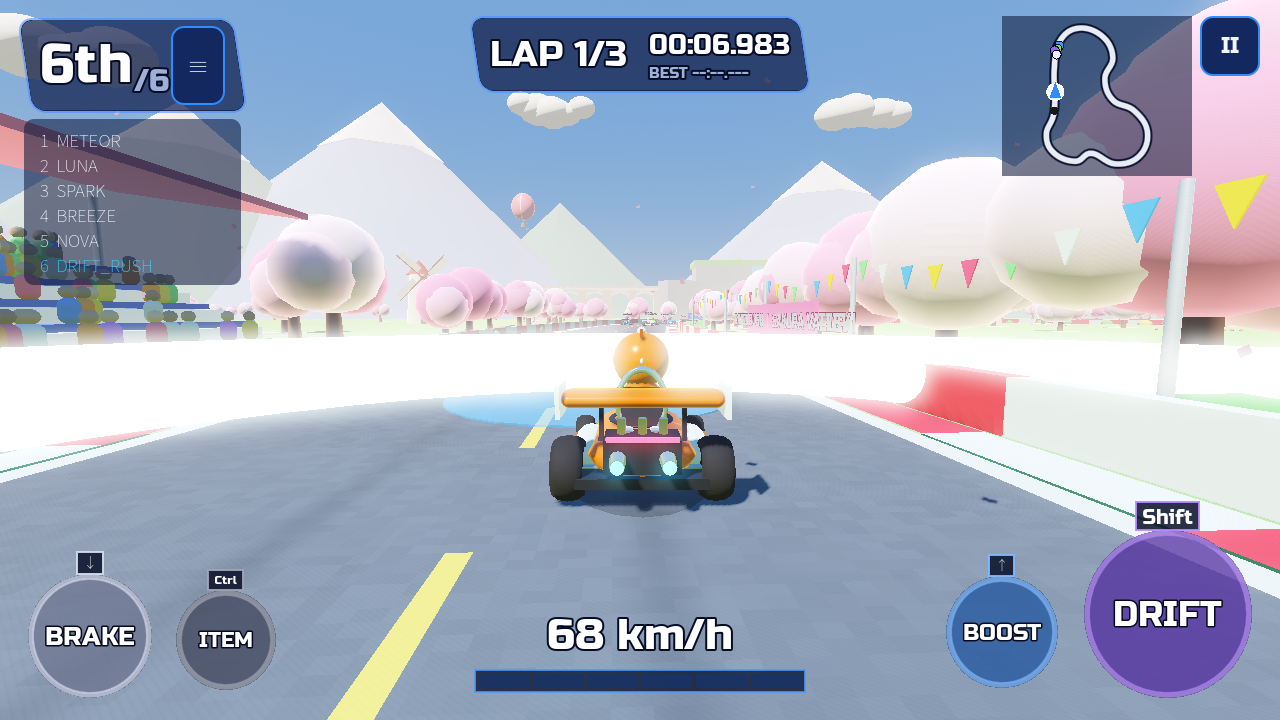 6th/6
LAP 1/3
00:06.983
BEST --:--.---
II
1 METEOR
2 LUNA
3 SPARK
4 BREEZE
5 NOVA
6 DRIFT_RUSH
Shift
↓
Ctrl
↑
BRAKE
ITEM
BOOST
DRIFT
68 km/h